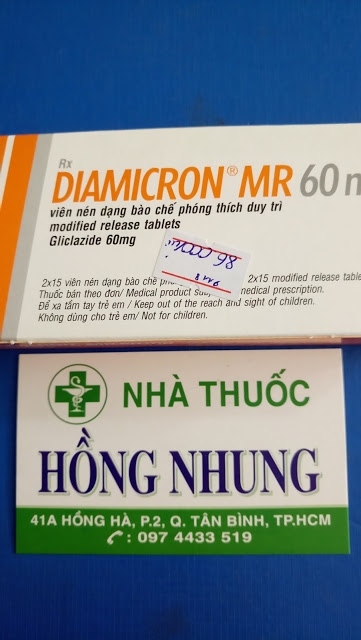 Rx
DIAMICRON® MR 60
viên nén dạng bào chế phóng thích duy trì
modified release tablets
Gliclazide 60mg
2x15 viên nén dạng bào chế 2x15 modified release
Thuốc bán theo đơn/ Medical product medical prescription.
Để xa tầm tay trẻ em / Keep out of the reach and sight of children.
Không dùng cho trẻ em/ Not for children.
NHÀ THUỐC
HỒNG NHUNG
41A HỒNG HÀ, P.2, Q. TÂN BÌNH, TP.HCM
: 097 4433 519